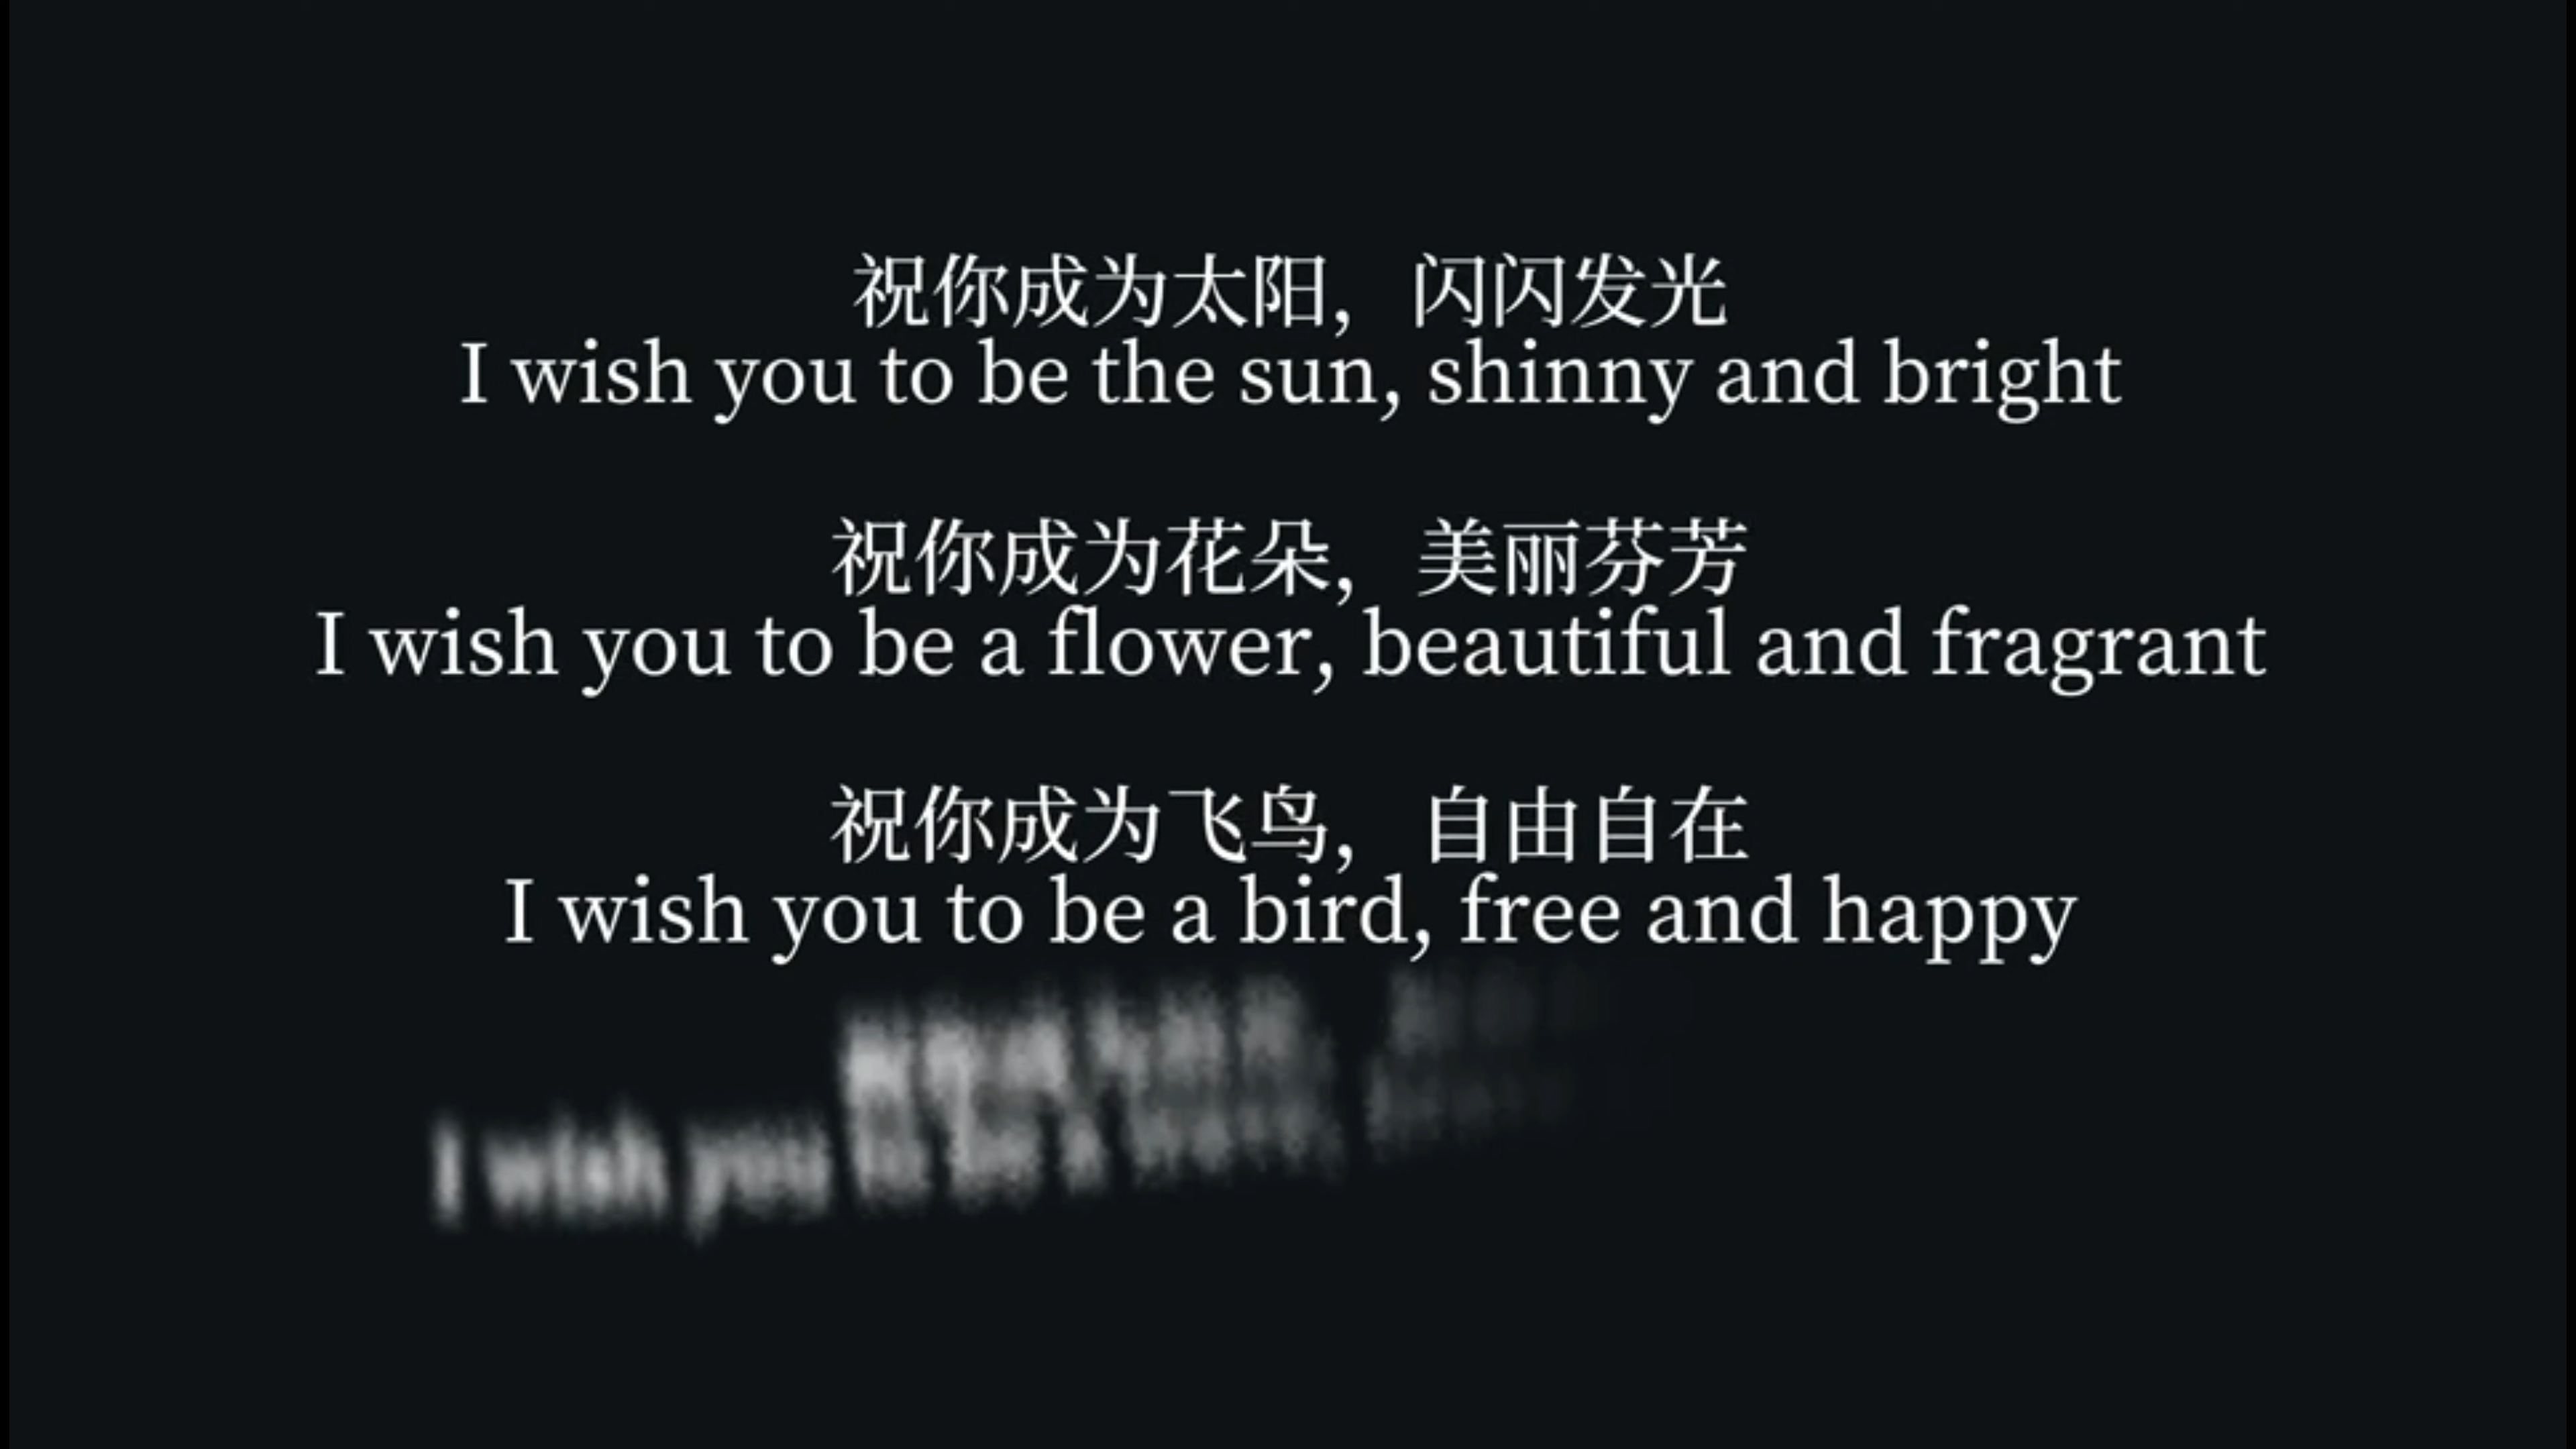 祝你成为太阳，闪闪发光
I wish you to be the sun, shinny and bright
祝你成为花朵，美丽芬芳
I wish you to be a flower, beautiful and fragrant
祝你成为飞鸟，自由自在
I wish you to be a bird, free and happy
I wish you